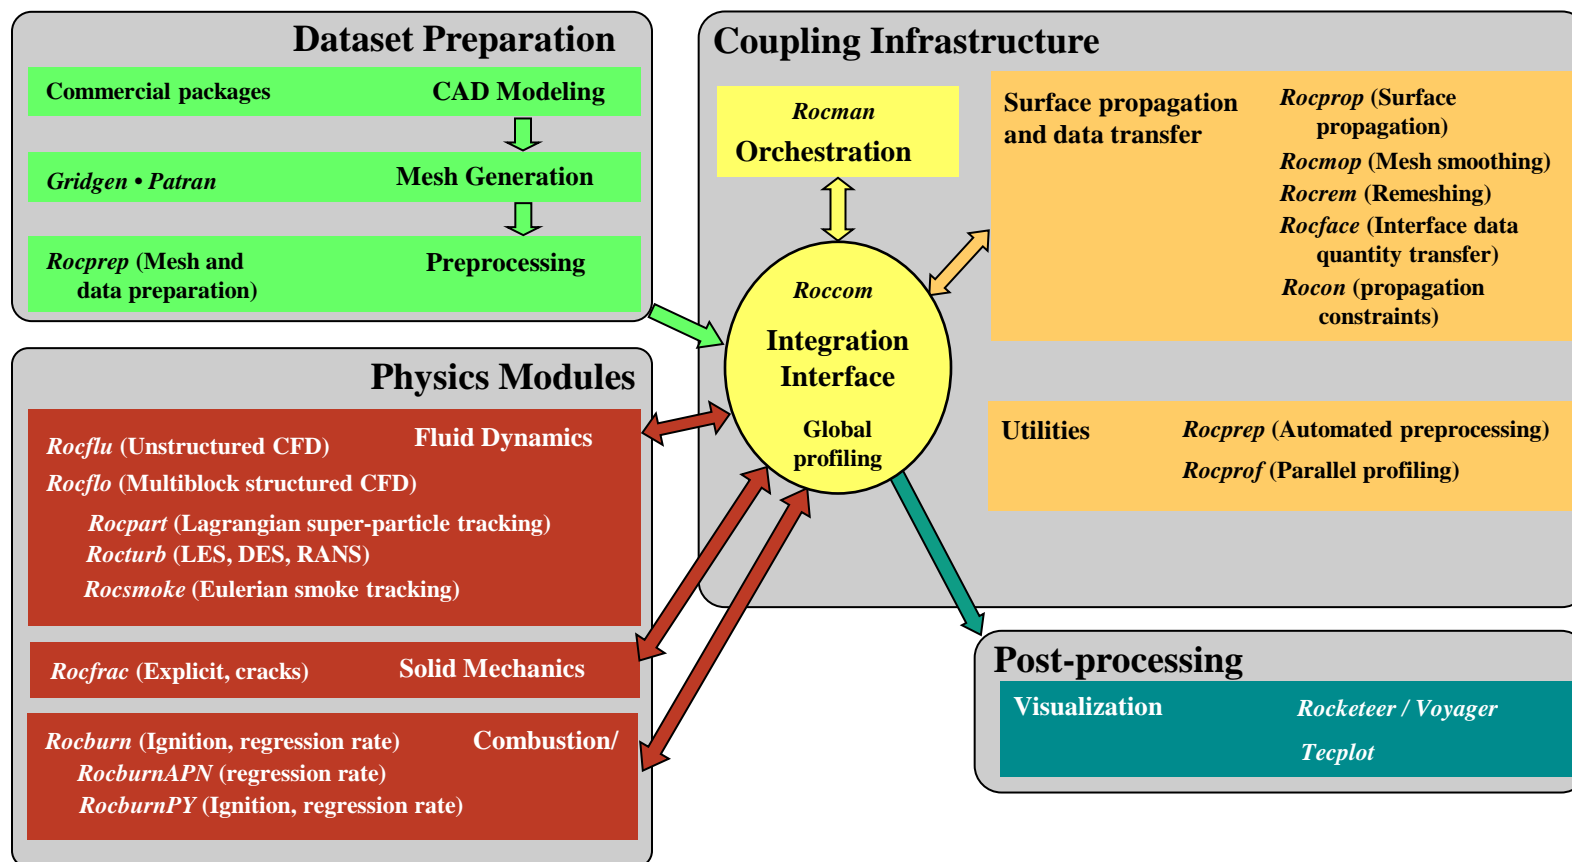 Dataset Preparation
Commercial packages CAD Modeling
Gridgen • Patran Mesh Generation
Rocprep (Mesh and Preprocessing
data preparation)
Physics Modules
Fluid Dynamics
Rocflu (Unstructured CFD)
Rocflo (Multiblock structured CFD)
Rocpart (Lagrangian super-particle tracking)
Rocturb (LES, DES, RANS)
Rocsmoke (Eulerian smoke tracking)
Rocfrac (Explicit, cracks) Solid Mechanics
Rocburn (Ignition, regression rate) Combustion/
RocburnAPN (regression rate)
RocburnPY (Ignition, regression rate)
Coupling Infrastructure
Rocman
Orchestration
Roccom
Integration
Interface
Global
profiling
Surface propagation
and data transfer
Rocprop (Surface
propagation)
Rocmop (Mesh smoothing)
Rocrem (Remeshing)
Rocface (Interface data
quantity transfer)
Rocon (propagation
constraints)
Utilities Rocprep (Automated preprocessing)
Rocprof (Parallel profiling)
Post-processing
Visualization Rocketeer / Voyager
Tecplot